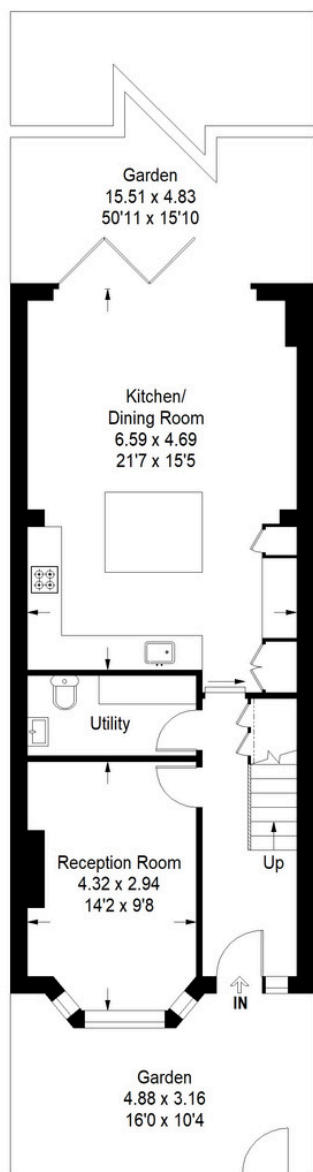 Garden
15.51 x 4.83
50'11 x 15'10
Kitchen/
Dining Room
6.59 x 4.69
21'7 x 15'5
Utility
Reception Room
4.32 x 2.94
14'2 x 9'8
Up
IN
Garden
4.88 x 3.16
16'0 x 10'4